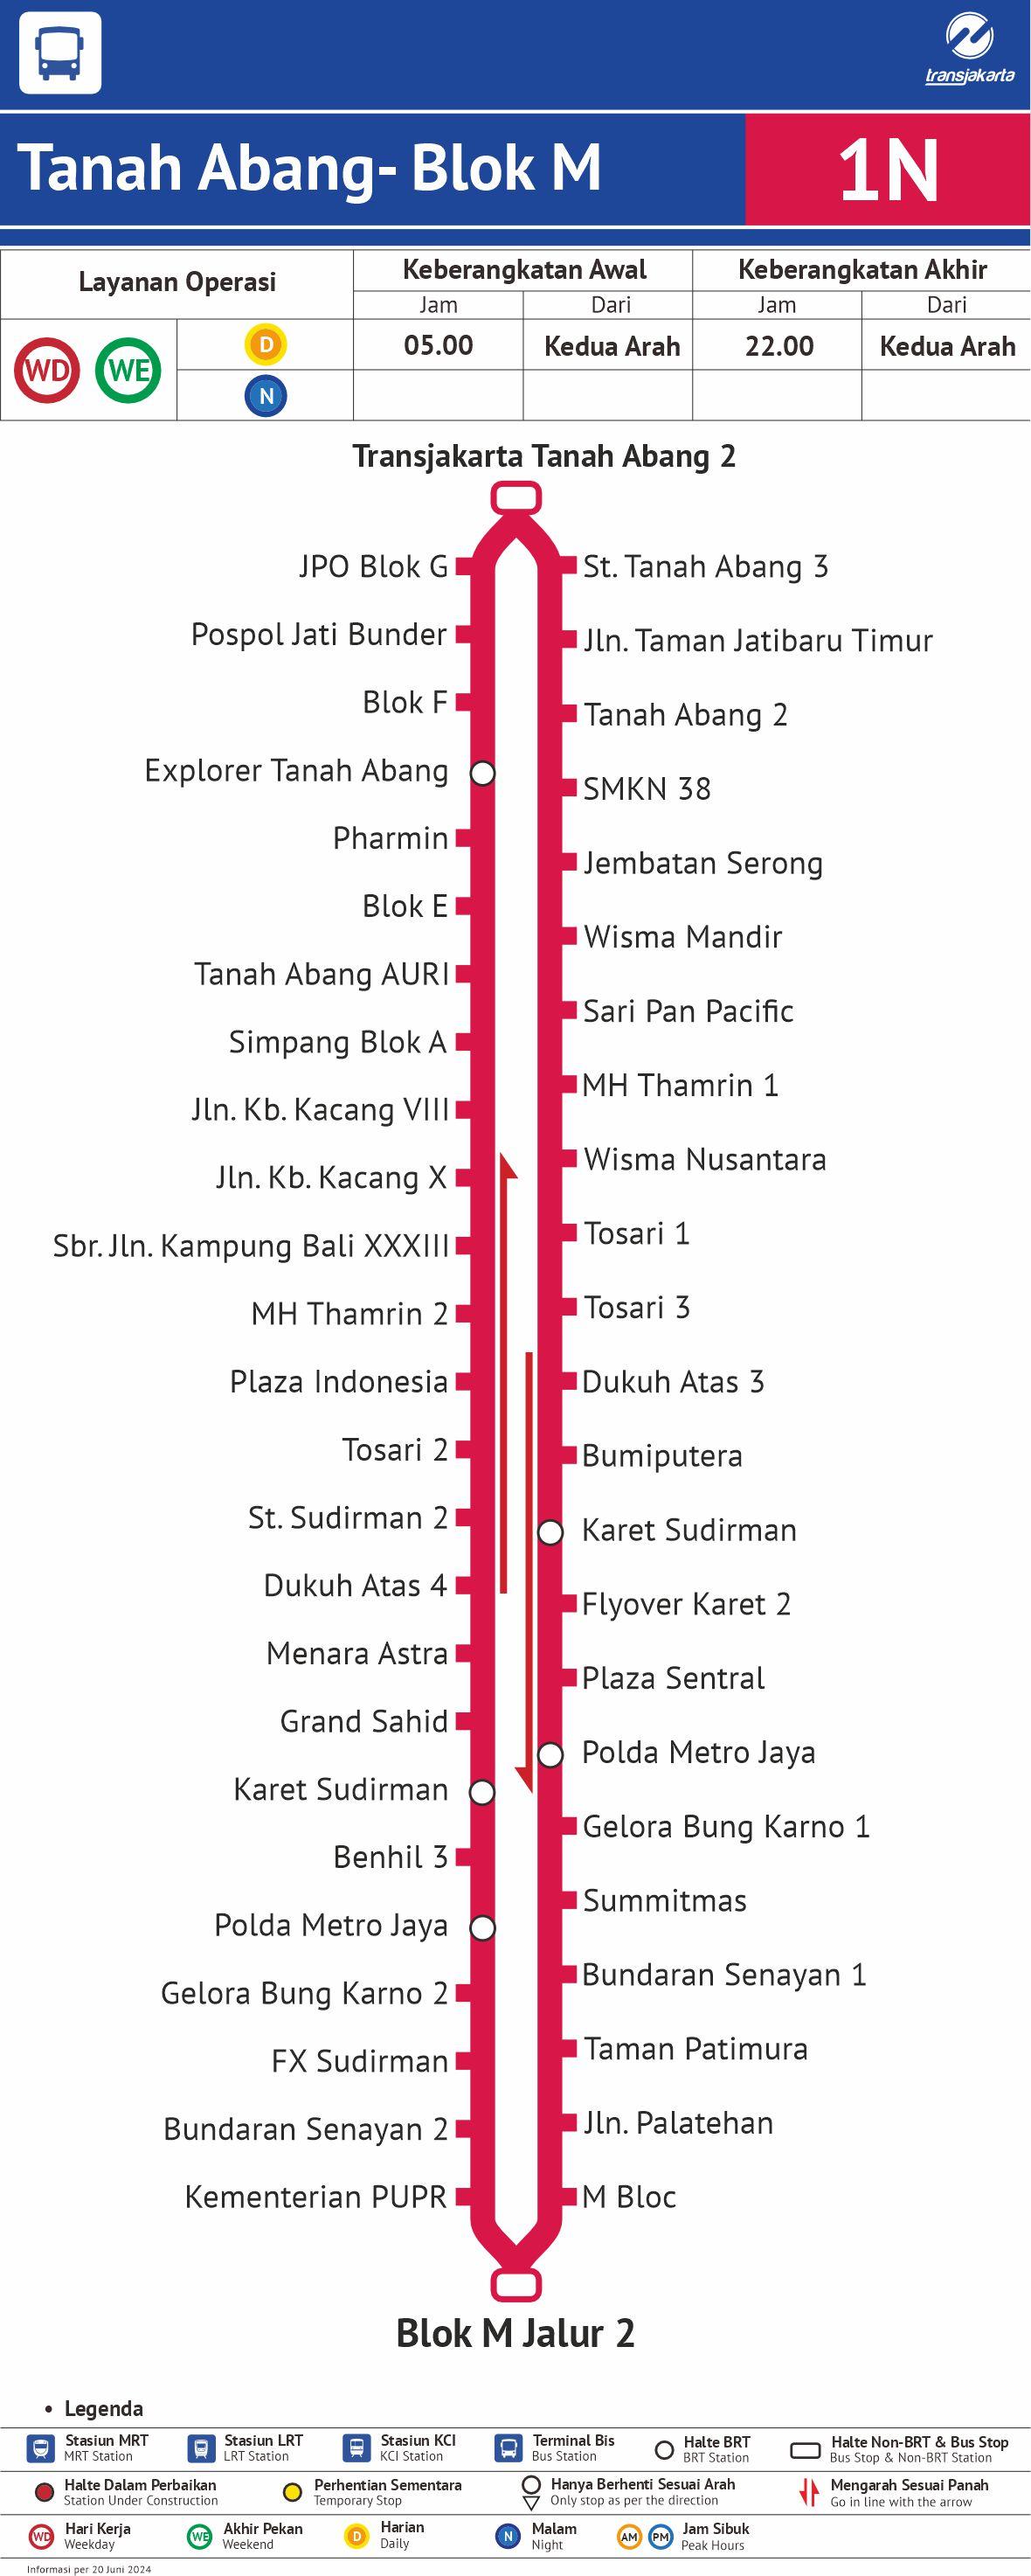 transjakarta
Tanah Abang- Blok M
1N
Layanan Operasi
Keberangkatan Awal
Keberangkatan Akhir
Jam
Dari
Jam
Dari
WD
WE
D
05.00
Kedua Arah
22.00
Kedua Arah
N
Transjakarta Tanah Abang 2
JPO Blok G
Pospol Jati Bunder
Blok F
Explorer Tanah Abang
Pharmin
Blok E
Tanah Abang AURI
Simpang Blok A
Jln. Kb. Kacang VIII
Jln. Kb. Kacang X
Sbr. Jln. Kampung Bali XXXIII
MH Thamrin 2
Plaza Indonesia
Tosari 2
St. Sudirman 2
Dukuh Atas 4
Menara Astra
Grand Sahid
Karet Sudirman
Benhil 3
Polda Metro Jaya
Gelora Bung Karno 2
FX Sudirman
Bundaran Senayan 2
Kementerian PUPR
St. Tanah Abang 3
Jln. Taman Jatibaru Timur
Tanah Abang 2
SMKN 38
Jembatan Serong
Wisma Mandir
Sari Pan Pacific
MH Thamrin 1
Wisma Nusantara
Tosari 1
Tosari 3
Dukuh Atas 3
Bumiputera
Karet Sudirman
Flyover Karet 2
Plaza Sentral
Polda Metro Jaya
Gelora Bung Karno 1
Summitmas
Bundaran Senayan 1
Taman Patimura
Jln. Palatehan
M Bloc
Blok M Jalur 2
• Legenda
Stasiun MRT
MRT Station
Stasiun LRT
LRT Station
Stasiun KCI
KCI Station
Terminal Bis
Bus Station
Halte BRT
BRT Station
Halte Non-BRT & Bus Stop
Bus Stop & Non-BRT Station
Halte Dalam Perbaikan
Station Under Construction
Perhentian Sementara
Temporary Stop
Hanya Berhenti Sesuai Arah
Only stop as per the direction
Mengarah Sesuai Panah
Go in line with the arrow
WD
Hari Kerja
Weekday
WE
Akhir Pekan
Weekend
D
Harian
Daily
N
Malam
Night
AM
PM
Jam Sibuk
Peak Hours
Informasi per 20 Juni 2024